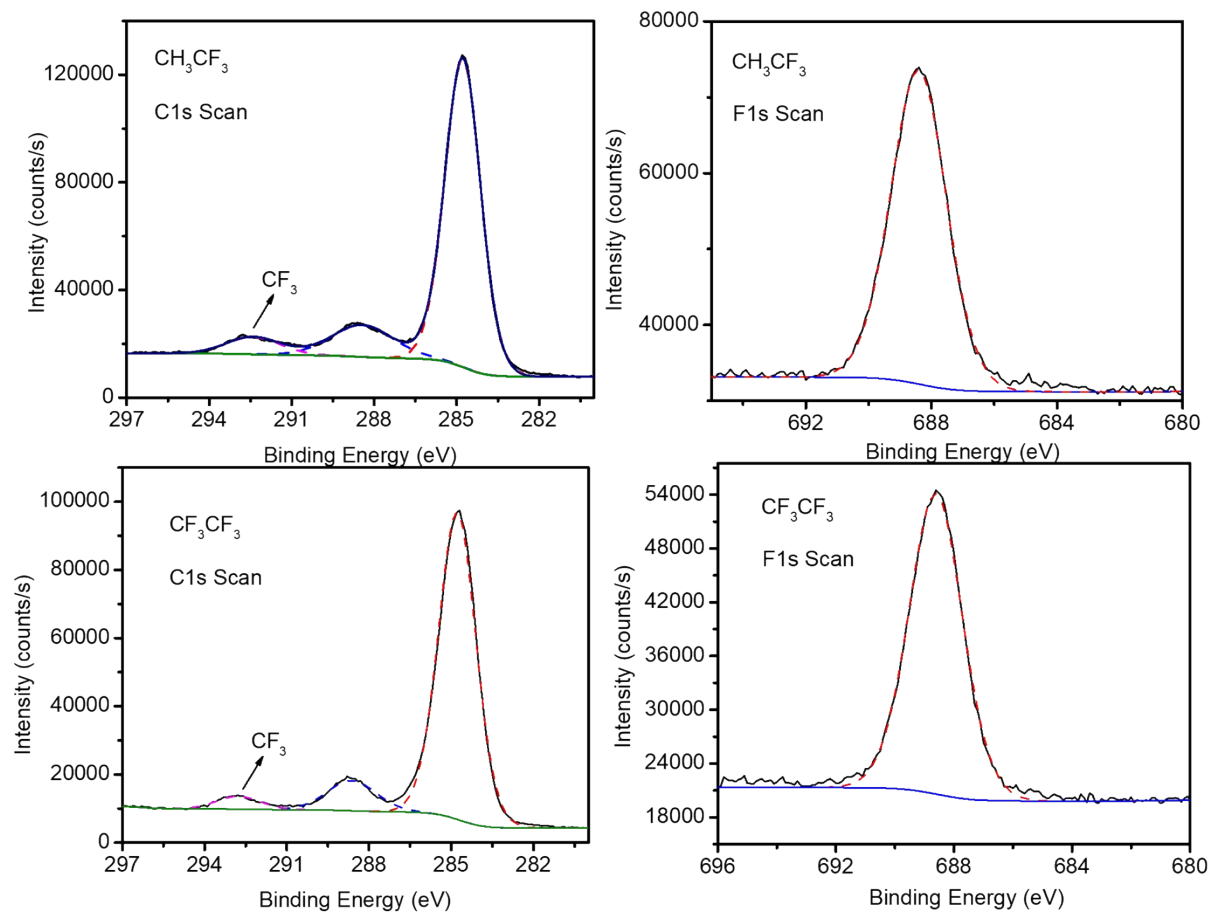 CH₃CF₃
C1s Scan
CF₃
Intensity (counts/s)
120000
80000
40000
0
297 294 291 288 285 282
Binding Energy (eV)
CH₃CF₃
F1s Scan
Intensity (counts/s)
80000
60000
40000
692 688 684 680
Binding Energy (eV)
CF₃CF₃
C1s Scan
CF₃
Intensity (counts/s)
100000
80000
60000
40000
20000
0
297 294 291 288 285 282
Binding Energy (eV)
CF₃CF₃
F1s Scan
Intensity (counts/s)
54000
48000
42000
36000
30000
24000
18000
696 692 688 684 680
Binding Energy (eV)